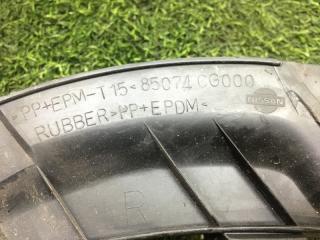 >PP+EPM-T15< 85074 CG000
RUBBER>PP+EPDM<
NISSAN
R